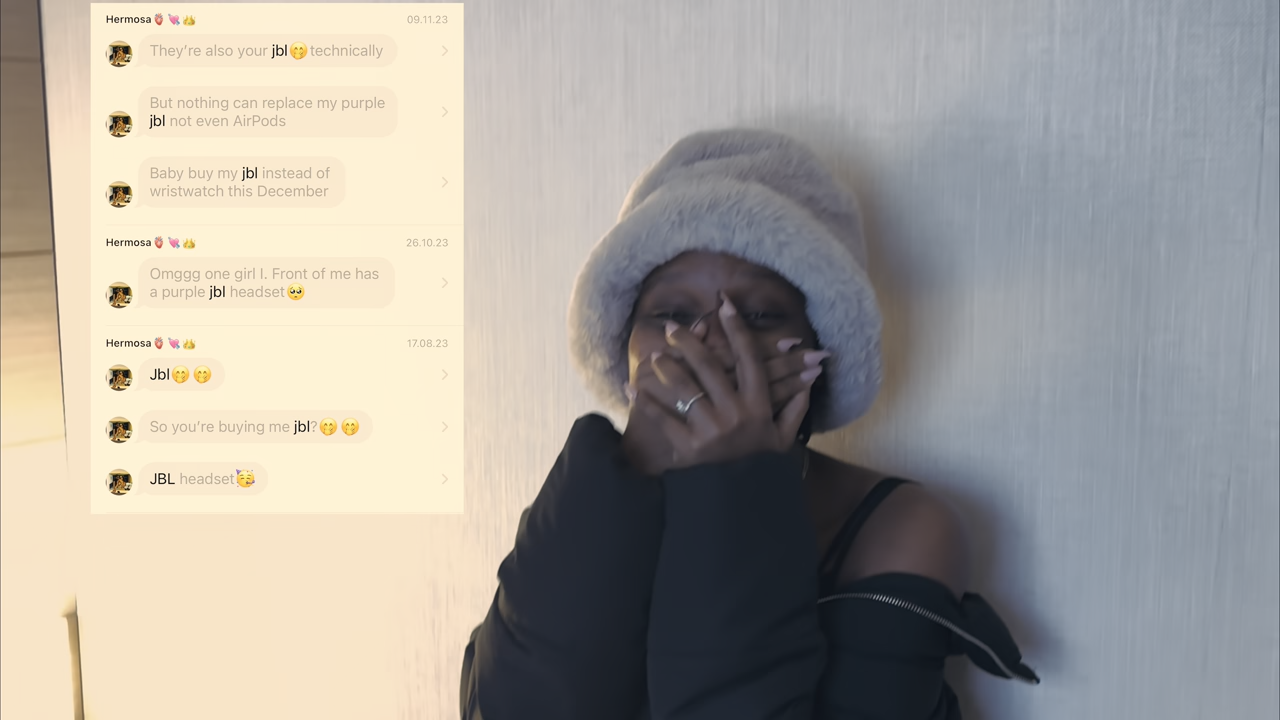 Hermosa🫀💘👑 09.11.23
They’re also your jbl🤭technically
But nothing can replace my purple
jbl not even AirPods
Baby buy my jbl instead of
wristwatch this December
Hermosa🫀💘👑 26.10.23
Omggg one girl I. Front of me has
a purple jbl headset🥺
Hermosa🫀💘👑 17.08.23
Jbl🤭🤭
So you’re buying me jbl?🤭🤭
JBL headset🥳